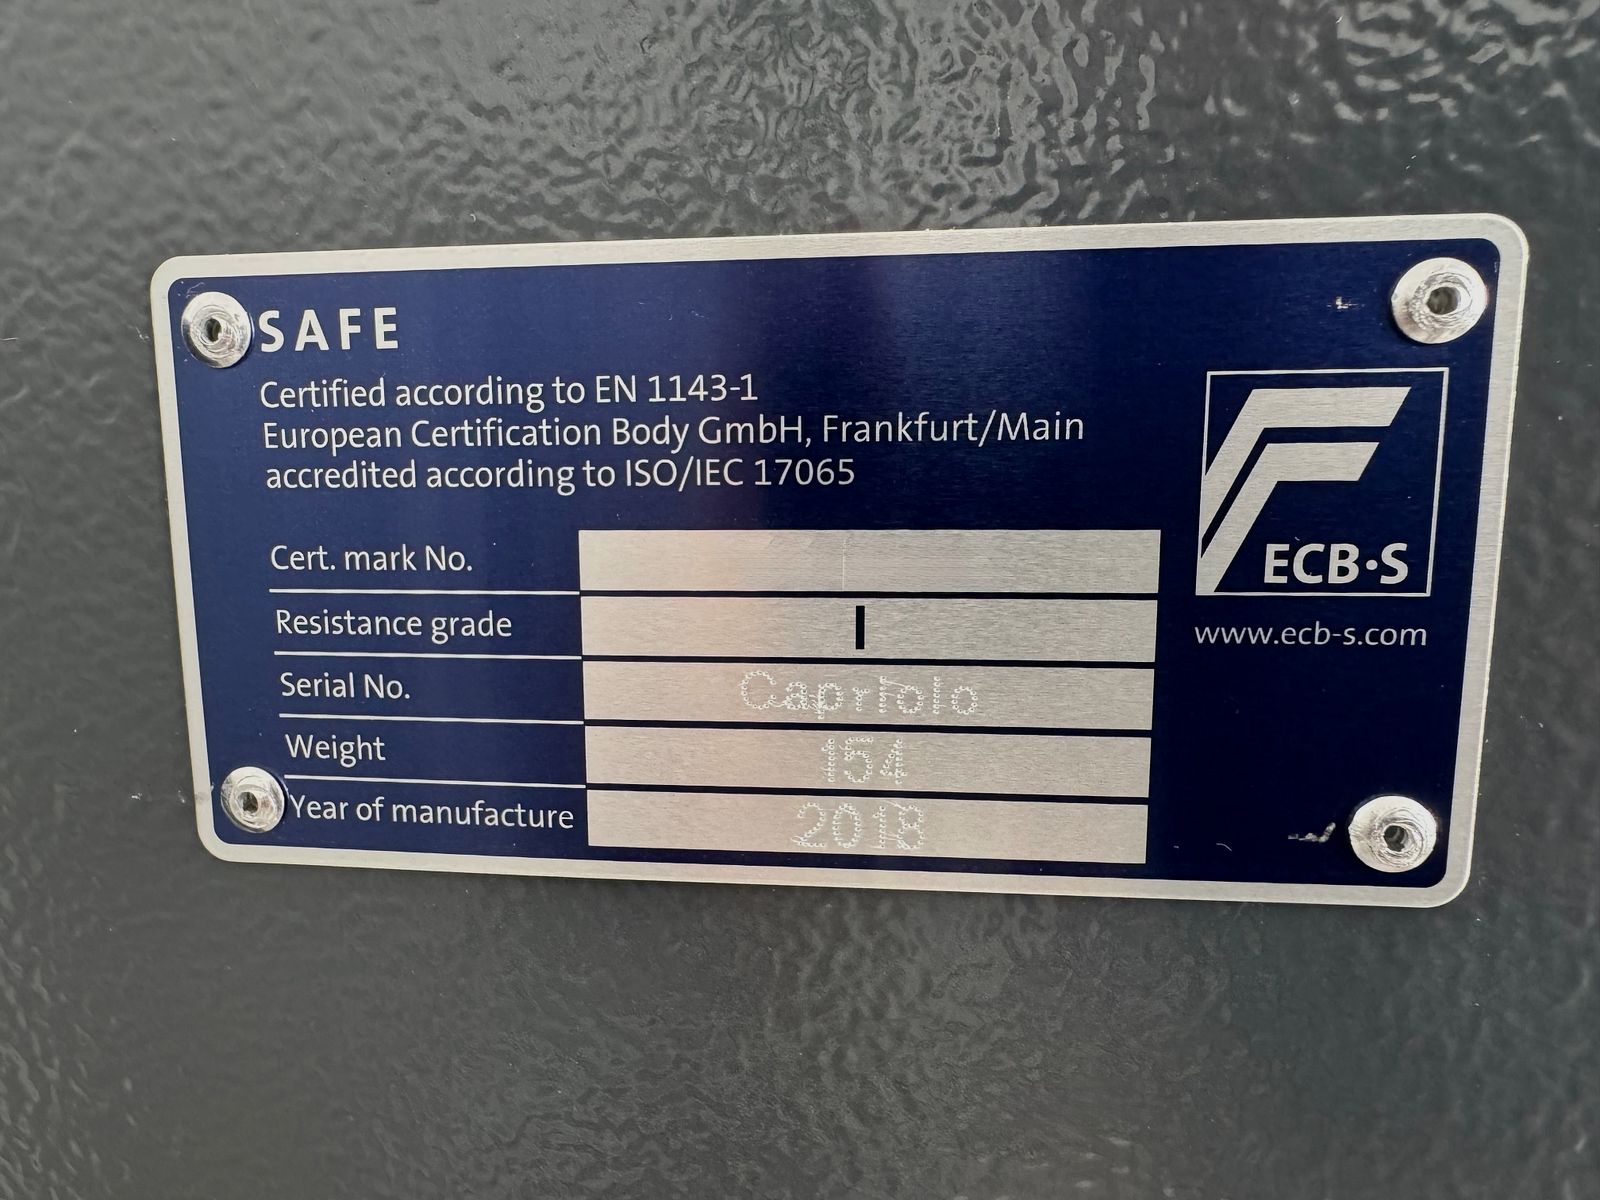 SAFE
Certified according to EN 1143-1
European Certification Body GmbH, Frankfurt/Main
accredited according to ISO/IEC 17065
Cert. mark No.
Resistance grade I
Serial No.
Weight 154
Year of manufacture 2018
ECB·S
www.ecb-s.com